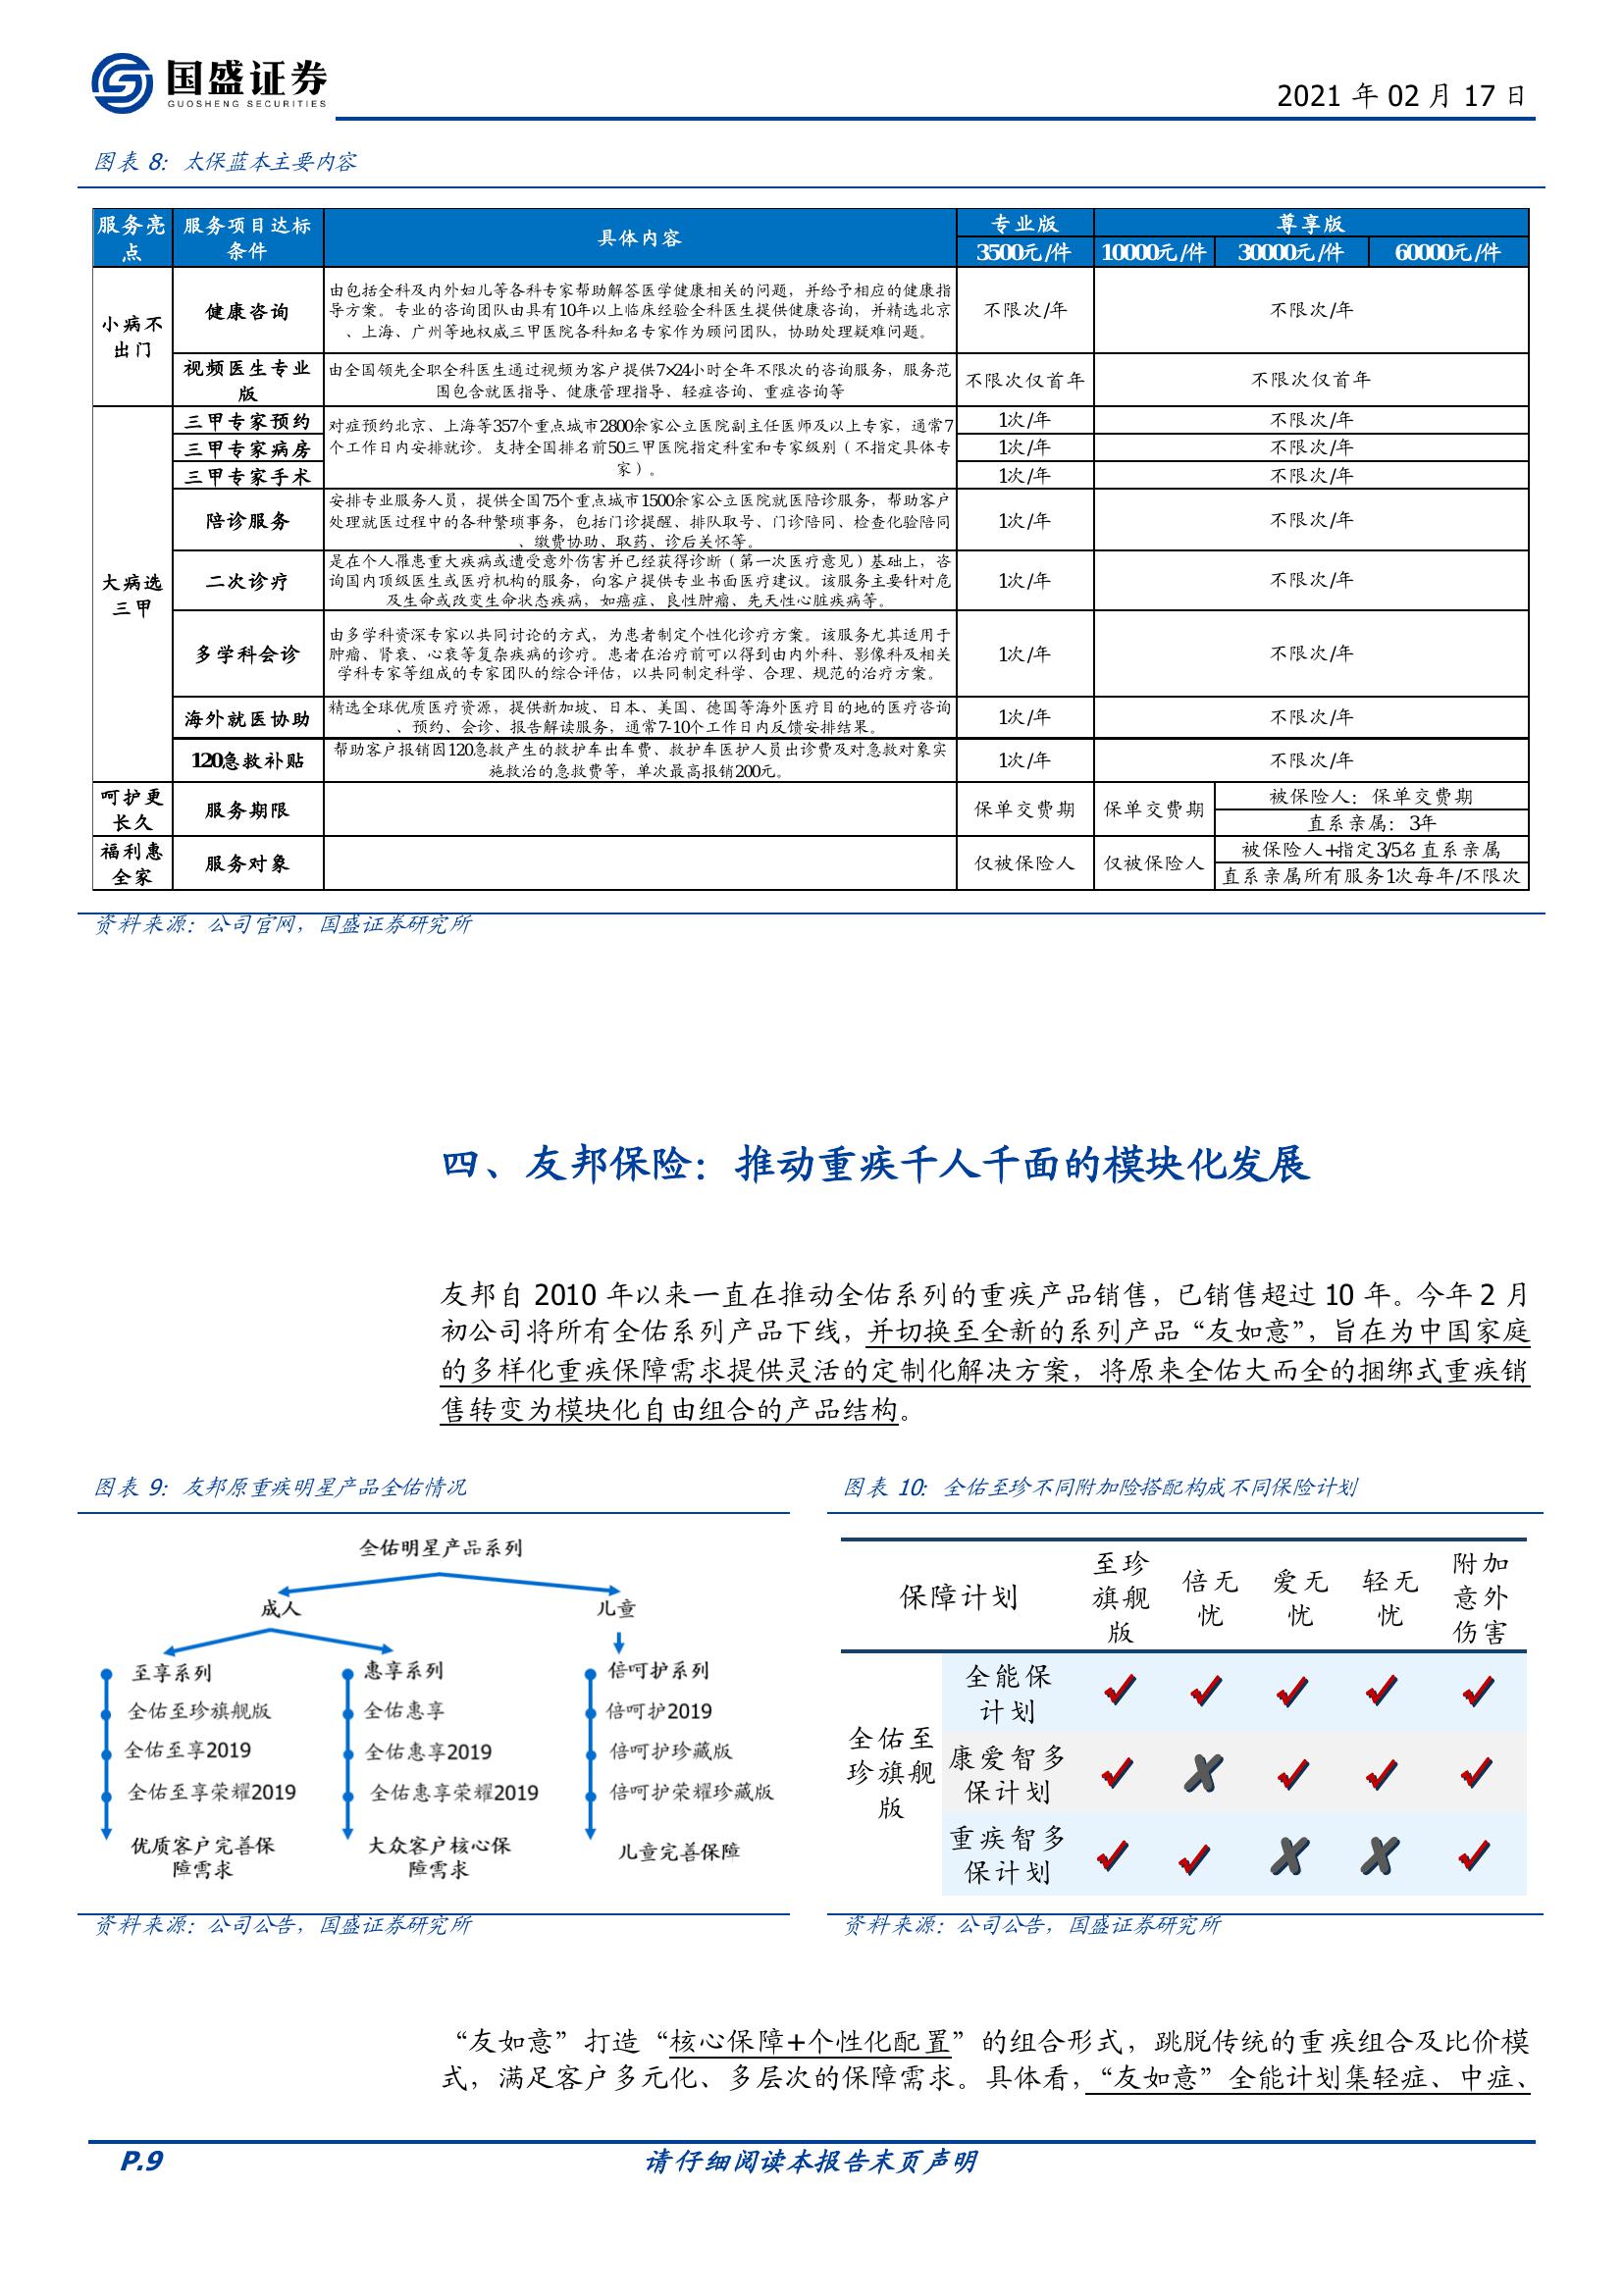 国盛证券
GUOSHENG SECURITIES
2021 年 02 月 17 日
图表 8：太保蓝本主要内容
服务亮点 服务项目达标条件 具体内容 专业版 尊享版
3500元/件 10000元/件 30000元/件 60000元/件
小病不出门
健康咨询
由包括全科及内外妇儿等各科专家帮助解答医学健康相关的问题，并给予相应的健康指
导方案。专业的咨询团队由具有10年以上临床经验全科医生提供健康咨询，并精选北京
、上海、广州等地权威三甲医院各科知名专家作为顾问团队，协助处理疑难问题。
不限次/年 不限次/年
视频医生专业版
由全国领先全职全科医生通过视频为客户提供7×24小时全年不限次的咨询服务，服务范
围包含就医指导、健康管理指导、轻症咨询、重症咨询等
不限次仅首年 不限次仅首年
大病选三甲
三甲专家预约 1次/年 不限次/年
三甲专家病房 1次/年 不限次/年
三甲专家手术 1次/年 不限次/年
对症预约北京、上海等357个重点城市2800余家公立医院副主任医师及以上专家，通常7
个工作日内安排就诊。支持全国排名前50三甲医院指定科室和专家级别（不指定具体专
家）。
陪诊服务
安排专业服务人员，提供全国75个重点城市1500余家公立医院就医陪诊服务，帮助客户
处理就医过程中的各种繁琐事务，包括门诊提醒、排队取号、门诊陪同、检查化验陪同
、缴费协助、取药、诊后关怀等。
1次/年 不限次/年
二次诊疗
是在个人罹患重大疾病或遭受意外伤害并已经获得诊断（第一次医疗意见）基础上，咨
询国内顶级医生或医疗机构的服务，向客户提供专业书面医疗建议。该服务主要针对危
及生命或改变生命状态疾病，如癌症、良性肿瘤、先天性心脏疾病等。
1次/年 不限次/年
多学科会诊
由多学科资深专家以共同讨论的方式，为患者制定个性化诊疗方案。该服务尤其适用于
肿瘤、肾衰、心衰等复杂疾病的诊疗。患者在治疗前可以得到由内外科、影像科及相关
学科专家等组成的专家团队的综合评估，以共同制定科学、合理、规范的治疗方案。
1次/年 不限次/年
海外就医协助
精选全球优质医疗资源，提供新加坡、日本、美国、德国等海外医疗目的地的医疗咨询
、预约、会诊、报告解读服务，通常7-10个工作日内反馈安排结果。
1次/年 不限次/年
120急救补贴
帮助客户报销因120急救产生的救护车出车费、救护车医护人员出诊费及对急救对象实
施救治的急救费等，单次最高报销200元。
1次/年 不限次/年
呵护更长久 服务期限 保单交费期 保单交费期 被保险人：保单交费期
直系亲属：3年
福利惠全家 服务对象 仅被保险人 仅被保险人 被保险人+指定3/5名直系亲属
直系亲属所有服务1次每年/不限次
资料来源：公司官网，国盛证券研究所
四、友邦保险：推动重疾千人千面的模块化发展
友邦自 2010 年以来一直在推动全佑系列的重疾产品销售，已销售超过 10 年。今年 2 月
初公司将所有全佑系列产品下线，并切换至全新的系列产品“友如意”，旨在为中国家庭
的多样化重疾保障需求提供灵活的定制化解决方案，将原来全佑大而全的捆绑式重疾销
售转变为模块化自由组合的产品结构。
图表 9：友邦原重疾明星产品全佑情况
全佑明星产品系列
成人 儿童
至享系列 惠享系列 倍呵护系列
全佑至珍旗舰版 全佑惠享 倍呵护2019
全佑至享2019 全佑惠享2019 倍呵护珍藏版
全佑至享荣耀2019 全佑惠享荣耀2019 倍呵护荣耀珍藏版
优质客户完善保 大众客户核心保 儿童完善保障
障需求 障需求
资料来源：公司公告，国盛证券研究所
图表 10：全佑至珍不同附加险搭配构成不同保险计划
保障计划 至珍旗舰版 倍无忧 爱无忧 轻无忧 附加意外伤害
全佑至珍旗舰版
全能保计划 ✓ ✓ ✓ ✓ ✓
康爱智多保计划 ✓ ✗ ✓ ✓ ✓
重疾智多保计划 ✓ ✓ ✗ ✗ ✓
资料来源：公司公告，国盛证券研究所
“友如意”打造“核心保障+个性化配置”的组合形式，跳脱传统的重疾组合及比价模
式，满足客户多元化、多层次的保障需求。具体看，“友如意”全能计划集轻症、中症、
P.9
请仔细阅读本报告末页声明